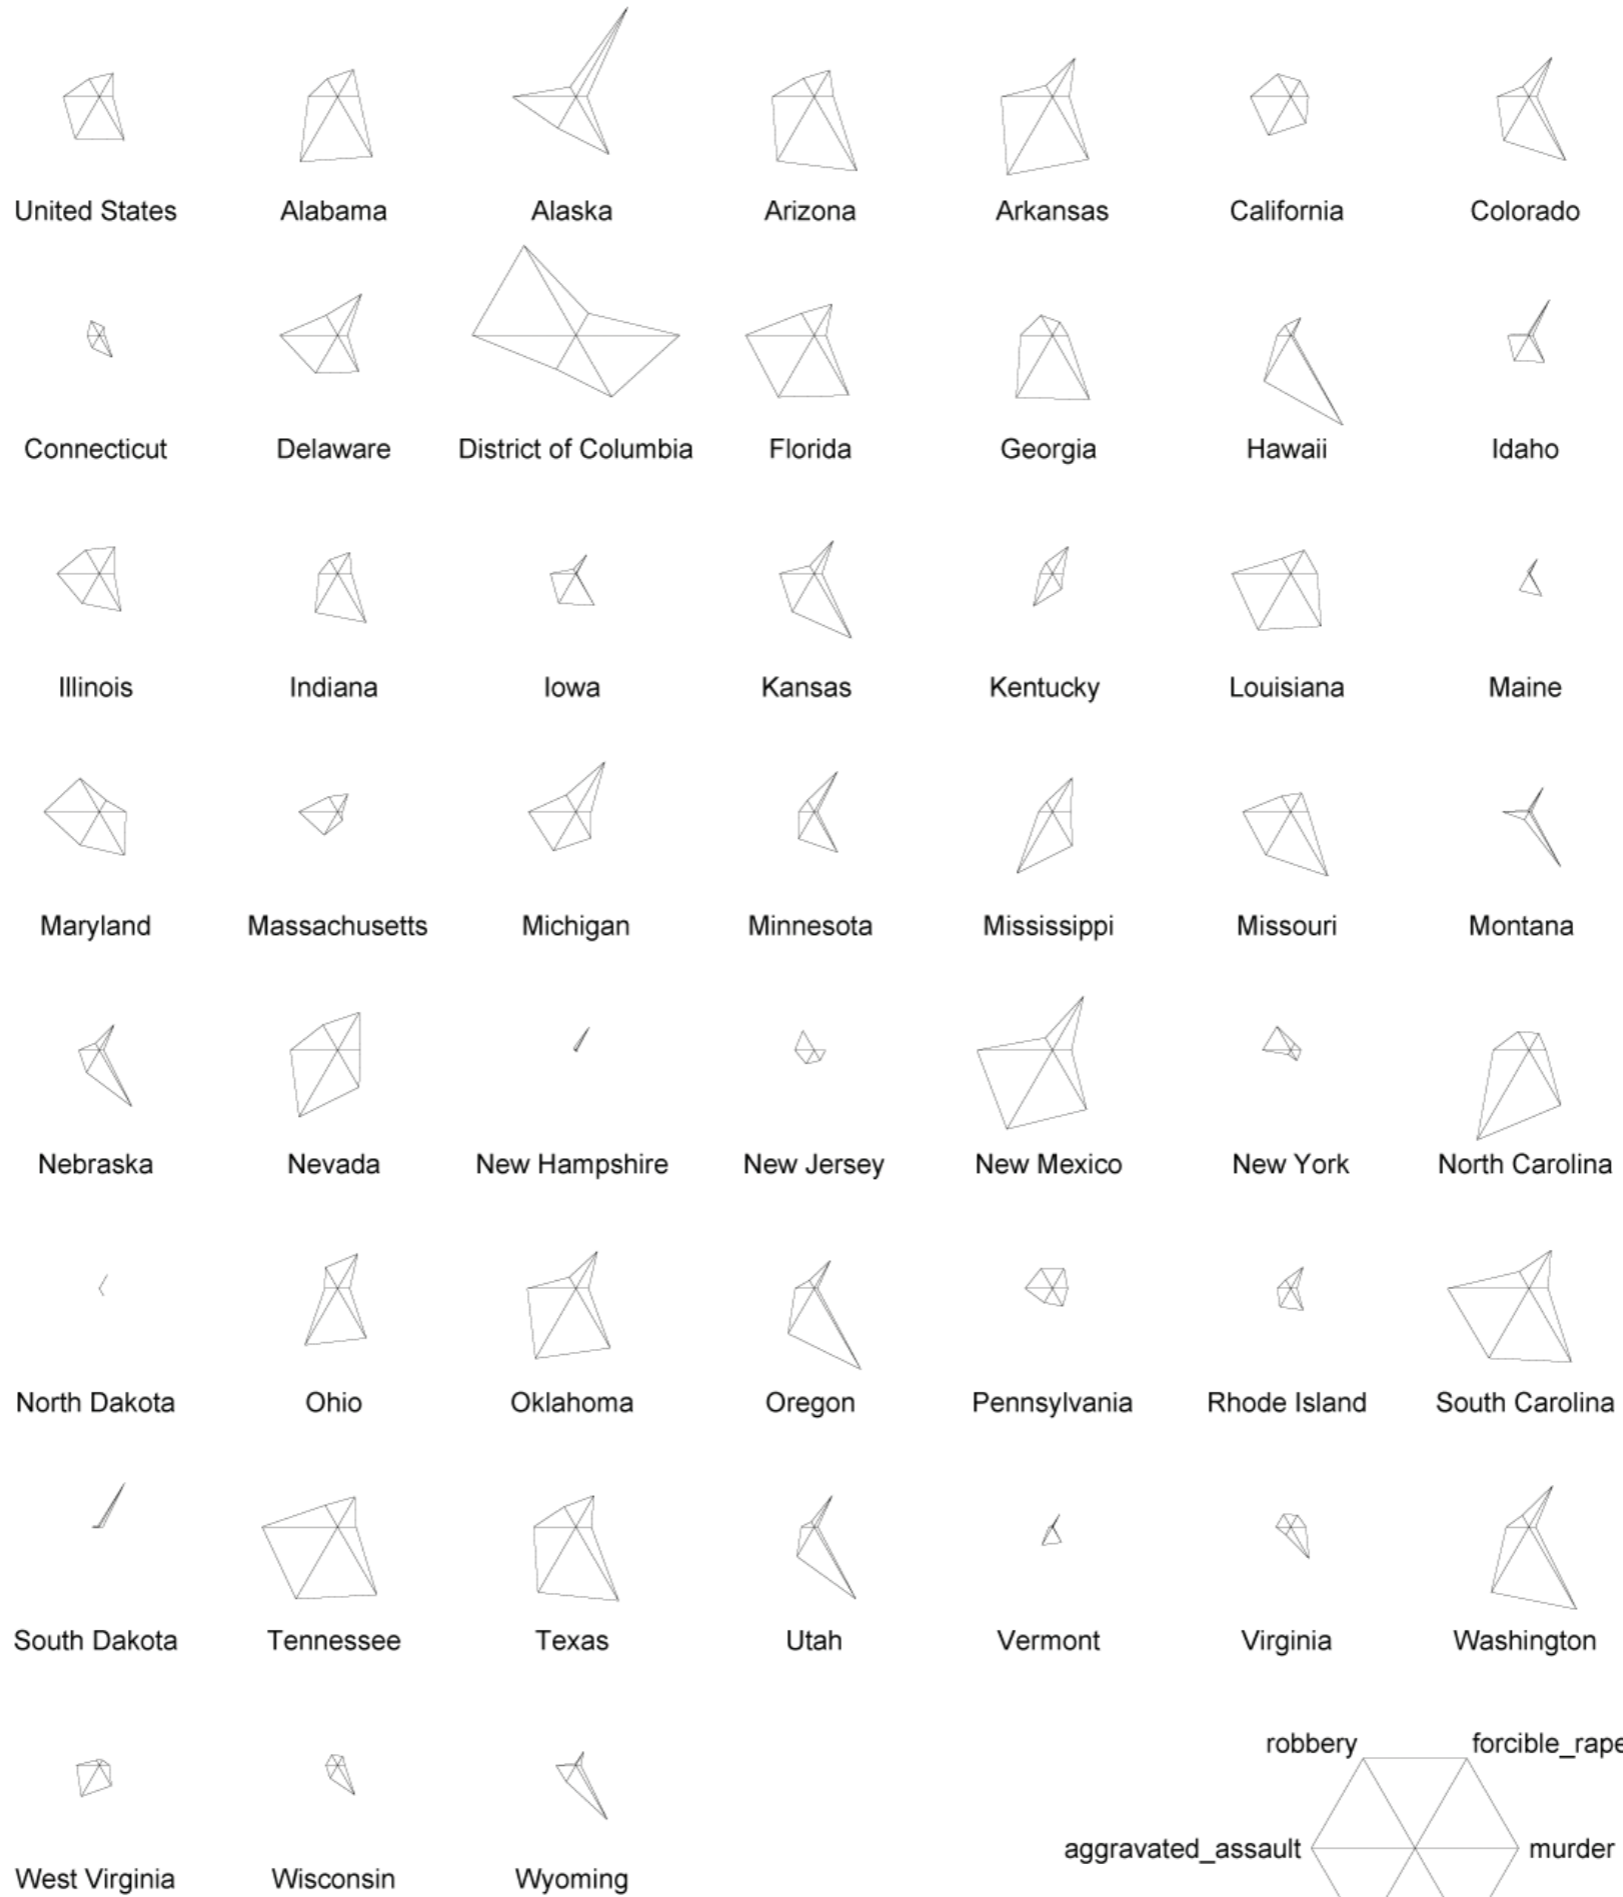 United States Alabama Alaska Arizona Arkansas California Colorado
Connecticut Delaware District of Columbia Florida Georgia Hawaii Idaho
Illinois Indiana Iowa Kansas Kentucky Louisiana Maine
Maryland Massachusetts Michigan Minnesota Mississippi Missouri Montana
Nebraska Nevada New Hampshire New Jersey New Mexico New York North Carolina
North Dakota Ohio Oklahoma Oregon Pennsylvania Rhode Island South Carolina
South Dakota Tennessee Texas Utah Vermont Virginia Washington
robbery forcible_rape
aggravated_assault murder
West Virginia Wisconsin Wyoming